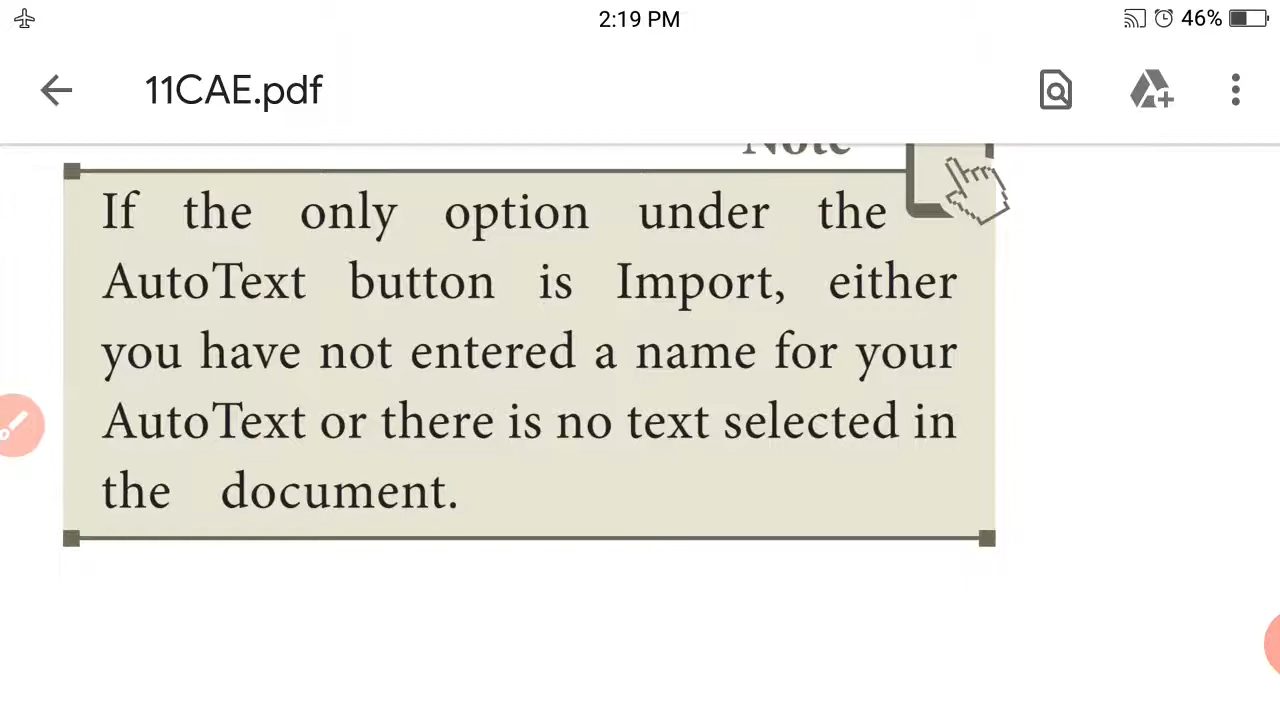 2:19 PM
46%
11CAE.pdf
Note
If the only option under the
AutoText button is Import, either
you have not entered a name for your
AutoText or there is no text selected in
the document.